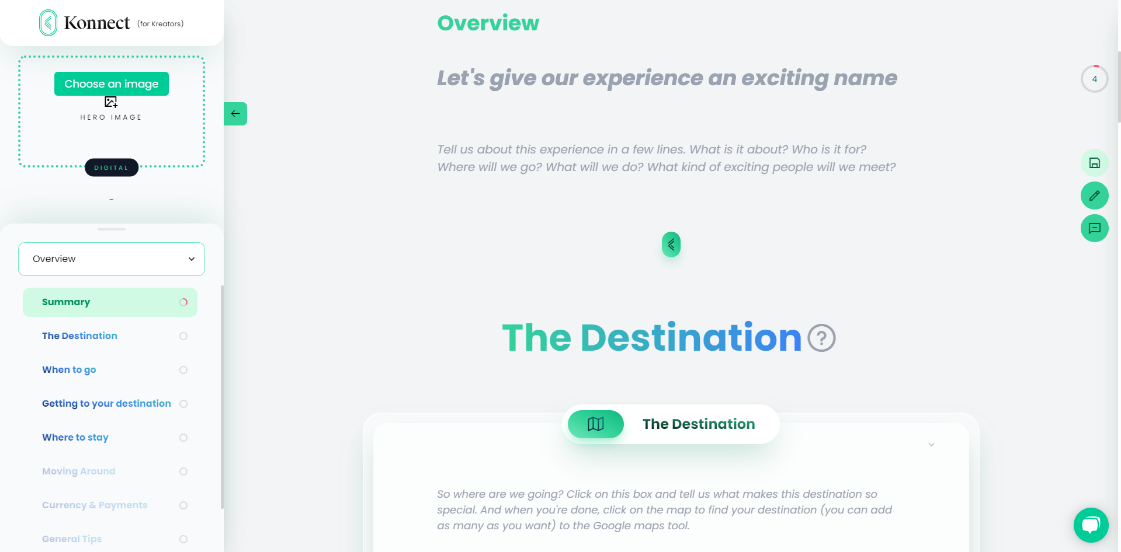 Konnect (for Kreators)
Choose an image
HERO IMAGE
DIGITAL
-
Overview
Summary
The Destination
When to go
Getting to your destination
Where to stay
Moving Around
Currency & Payments
General Tips
Overview
Let's give our experience an exciting name
Tell us about this experience in a few lines. What is it about? Who is it for?
Where will we go? What will we do? What kind of exciting people will we meet?
The Destination ?
The Destination
So where are we going? Click on this box and tell us what makes this destination so
special. And when you're done, click on the map to find your destination (you can add
as many as you want) to the Google maps tool.
4